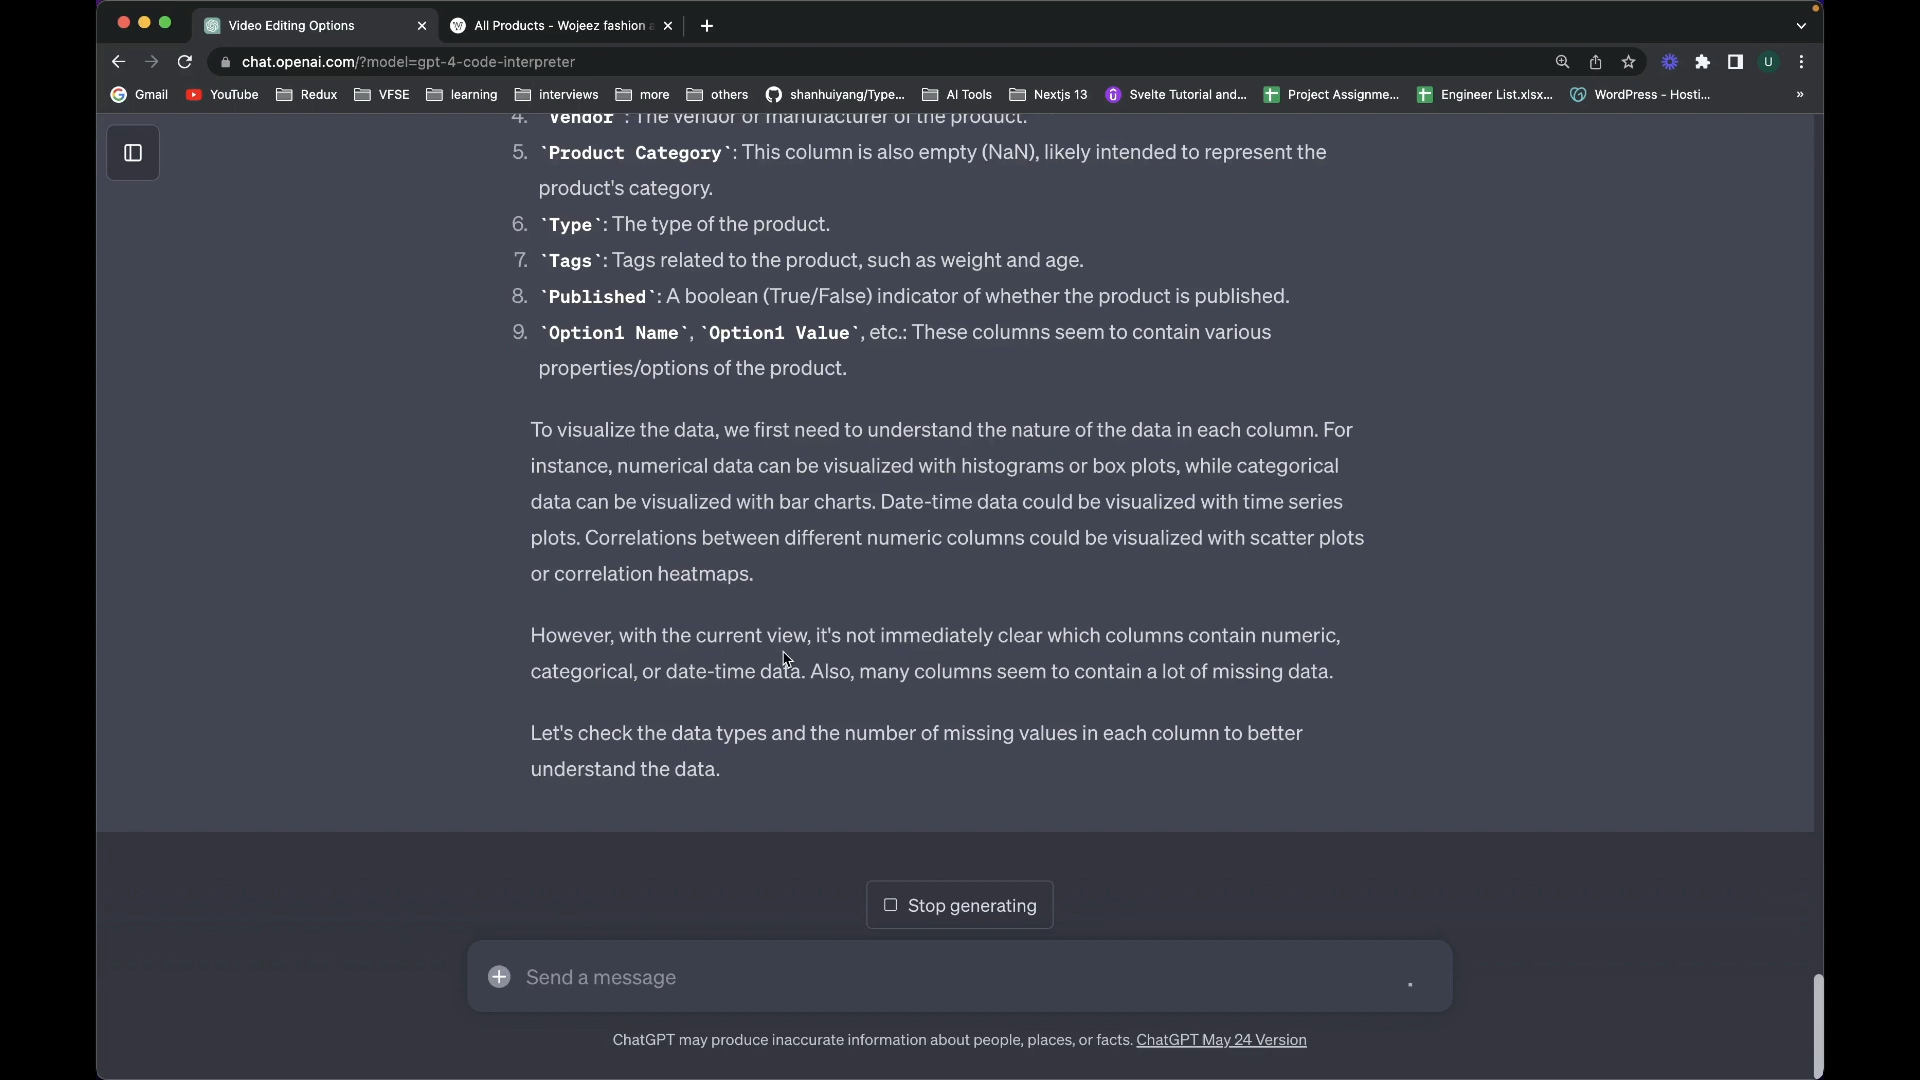 Video Editing Options
All Products - Wojeez fashion a
chat.openai.com/?model=gpt-4-code-interpreter
U
Gmail
YouTube
Redux
VFSE
learning
interviews
more
others
shanhuiyang/Type...
AI Tools
Nextjs 13
Svelte Tutorial and...
Project Assignme...
Engineer List.xlsx...
WordPress - Hosti...
»
4. `Vendor`: The vendor or manufacturer of the product.
5. `Product Category`: This column is also empty (NaN), likely intended to represent the
product's category.
6. `Type`: The type of the product.
7. `Tags`: Tags related to the product, such as weight and age.
8. `Published`: A boolean (True/False) indicator of whether the product is published.
9. `Option1 Name`, `Option1 Value`, etc.: These columns seem to contain various
properties/options of the product.
To visualize the data, we first need to understand the nature of the data in each column. For
instance, numerical data can be visualized with histograms or box plots, while categorical
data can be visualized with bar charts. Date-time data could be visualized with time series
plots. Correlations between different numeric columns could be visualized with scatter plots
or correlation heatmaps.
However, with the current view, it's not immediately clear which columns contain numeric,
categorical, or date-time data. Also, many columns seem to contain a lot of missing data.
Let's check the data types and the number of missing values in each column to better
understand the data.
Stop generating
Send a message
ChatGPT may produce inaccurate information about people, places, or facts. ChatGPT May 24 Version